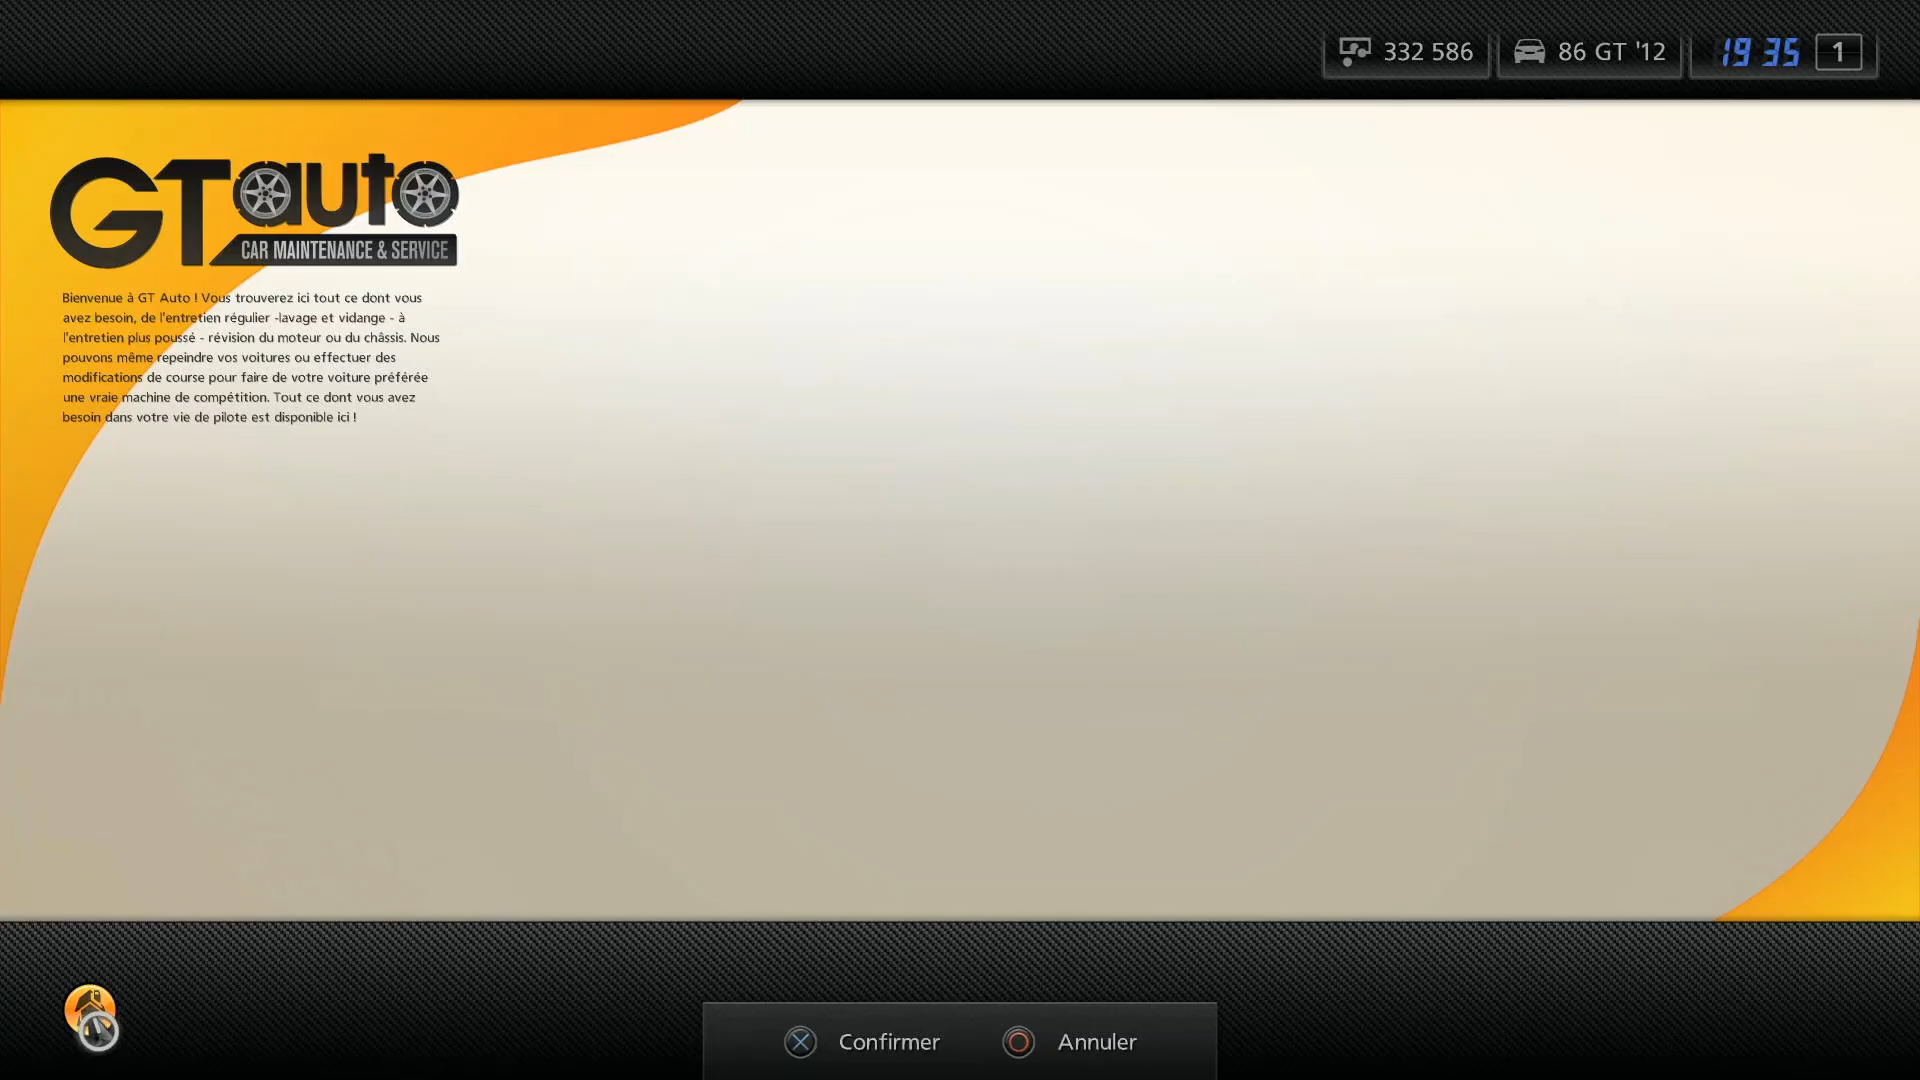 332 586
86 GT '12
19 35
1
GT auto
CAR MAINTENANCE & SERVICE
Bienvenue à GT Auto ! Vous trouverez ici tout ce dont vous
avez besoin, de l'entretien régulier -lavage et vidange - à
l'entretien plus poussé - révision du moteur ou du châssis. Nous
pouvons même repeindre vos voitures ou effectuer des
modifications de course pour faire de votre voiture préférée
une vraie machine de compétition. Tout ce dont vous avez
besoin dans votre vie de pilote est disponible ici !
Confirmer
Annuler